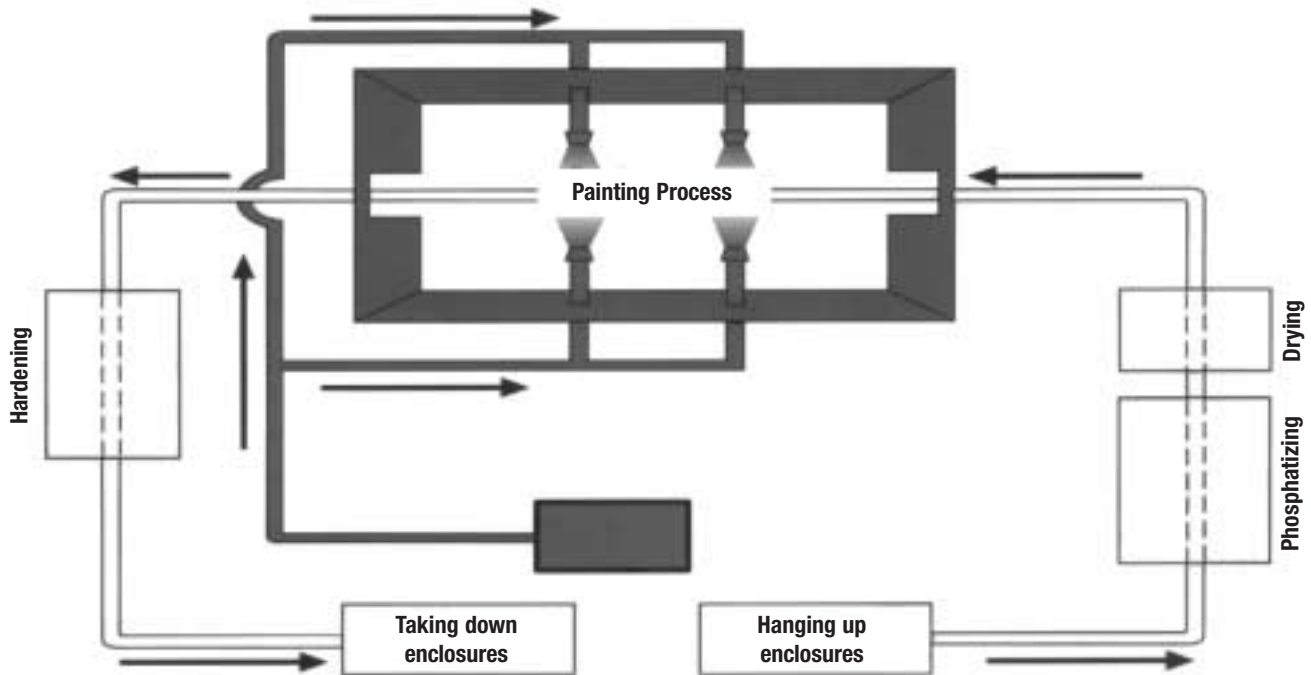 Painting Process
Hardening
Drying
Phosphatizing
Taking down
enclosures
Hanging up
enclosures